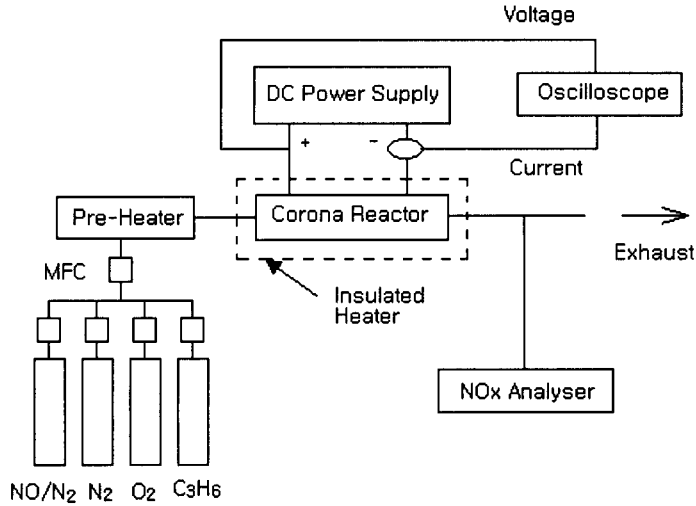 Voltage
DC Power Supply
Oscilloscope
+
-
Current
Pre-Heater
Corona Reactor
Exhaust
MFC
Insulated
Heater
NOx Analyser
NO/N2 N2 O2 C3H6